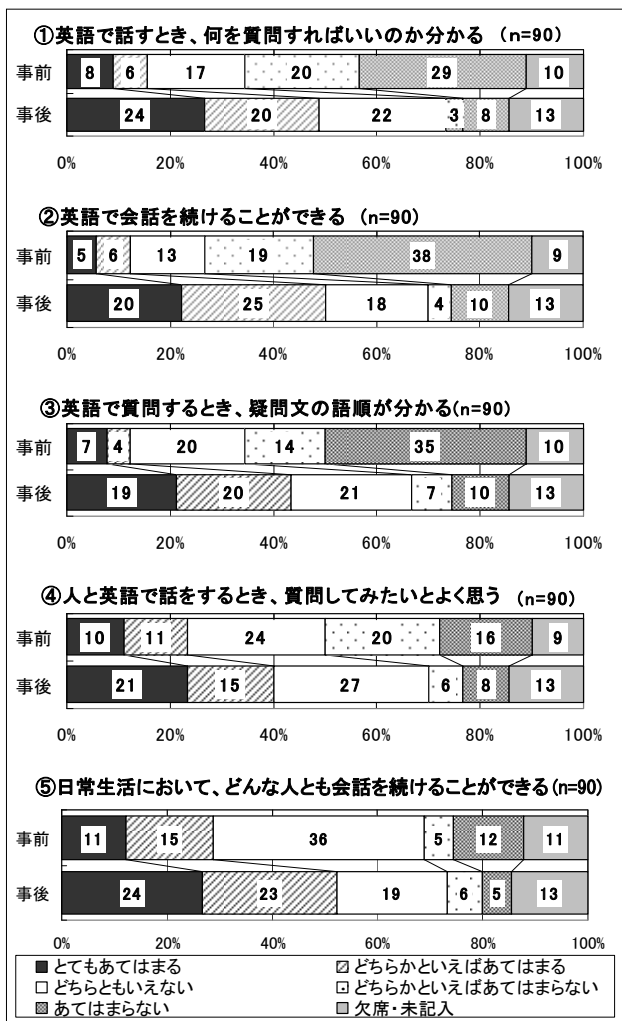 ①英語で話すとき、何を質問すればいいのか分かる (n=90)
事前 8 6 17 20 29 10
事後 24 20 22 3 8 13
0% 20% 40% 60% 80% 100%
②英語で会話を続けることができる (n=90)
事前 5 6 13 19 38 9
事後 20 25 18 4 10 13
0% 20% 40% 60% 80% 100%
③英語で質問するとき、疑問文の語順が分かる(n=90)
事前 7 4 20 14 35 10
事後 19 20 21 7 10 13
0% 20% 40% 60% 80% 100%
④人と英語で話をするとき、質問してみたいとよく思う (n=90)
事前 10 11 24 20 16 9
事後 21 15 27 6 8 13
0% 20% 40% 60% 80% 100%
⑤日常生活において、どんな人とも会話を続けることができる(n=90)
事前 11 15 36 5 12 11
事後 24 23 19 6 5 13
0% 20% 40% 60% 80% 100%
とてもあてはまる どちらかといえばあてはまる
どちらともいえない どちらかといえばあてはまらない
あてはまらない 欠席・未記入